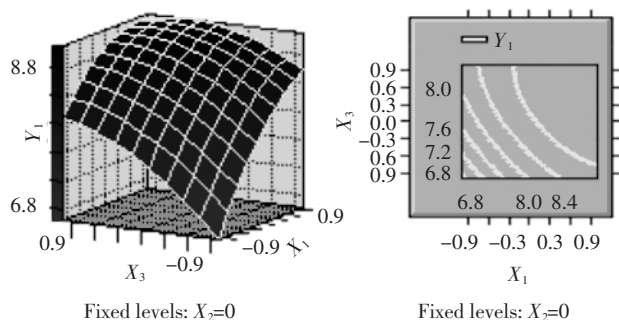 8.8
Y1
6.8
0.9
X3
−0.9
−0.9
X1
0.9
Fixed levels: X2=0
Y1
X3
0.9
0.6
0.3
0.0
−0.3
0.6
0.9
8.0
7.6
7.2
6.8
6.8 8.0 8.4
−0.9 −0.3 0.3 0.9
X1
Fixed levels: X2=0